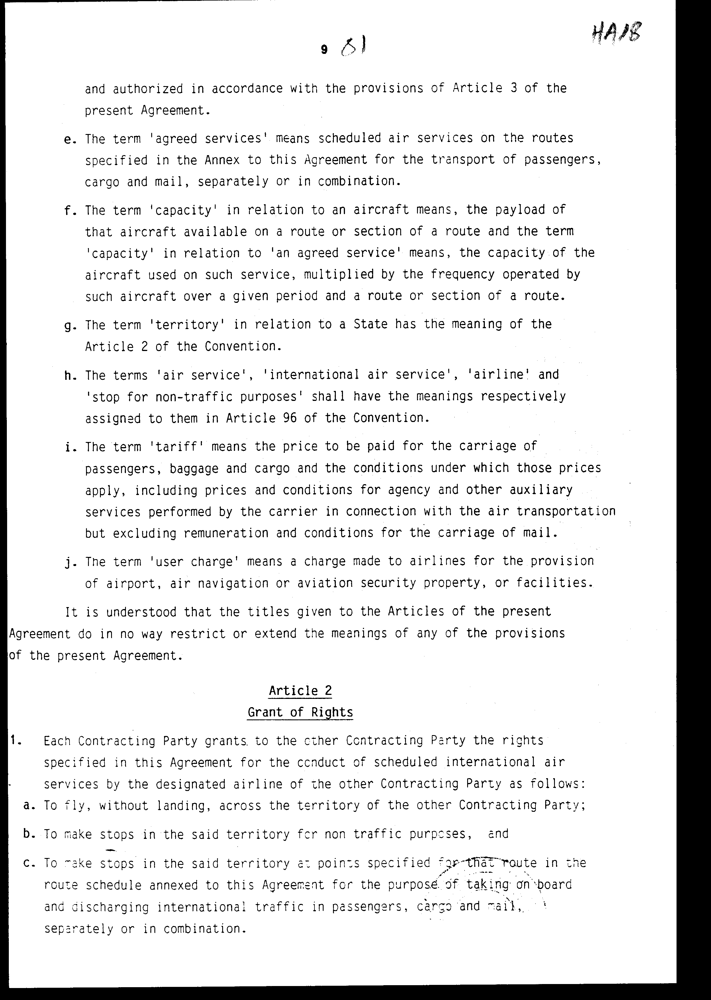 HA18
9 81
and authorized in accordance with the provisions of Article 3 of the
present Agreement.
e. The term 'agreed services' means scheduled air services on the routes
specified in the Annex to this Agreement for the transport of passengers,
cargo and mail, separately or in combination.
f. The term 'capacity' in relation to an aircraft means, the payload of
that aircraft available on a route or section of a route and the term
'capacity' in relation to 'an agreed service' means, the capacity of the
aircraft used on such service, multiplied by the frequency operated by
such aircraft over a given period and a route or section of a route.
g. The term 'territory' in relation to a State has the meaning of the
Article 2 of the Convention.
h. The terms 'air service', 'international air service', 'airline' and
'stop for non-traffic purposes' shall have the meanings respectively
assigned to them in Article 96 of the Convention.
i. The term 'tariff' means the price to be paid for the carriage of
passengers, baggage and cargo and the conditions under which those prices
apply, including prices and conditions for agency and other auxiliary
services performed by the carrier in connection with the air transportation
but excluding remuneration and conditions for the carriage of mail.
j. The term 'user charge' means a charge made to airlines for the provision
of airport, air navigation or aviation security property, or facilities.
It is understood that the titles given to the Articles of the present
Agreement do in no way restrict or extend the meanings of any of the provisions
of the present Agreement.
Article 2
Grant of Rights
1. Each Contracting Party grants to the other Contracting Party the rights
specified in this Agreement for the conduct of scheduled international air
services by the designated airline of the other Contracting Party as follows:
a. To fly, without landing, across the territory of the other Contracting Party;
b. To make stops in the said territory for non traffic purposes, and
c. To make stops in the said territory at points specified for that route in the
route schedule annexed to this Agreement for the purpose of taking on board
and discharging international traffic in passengers, cargo and mail,
separately or in combination.